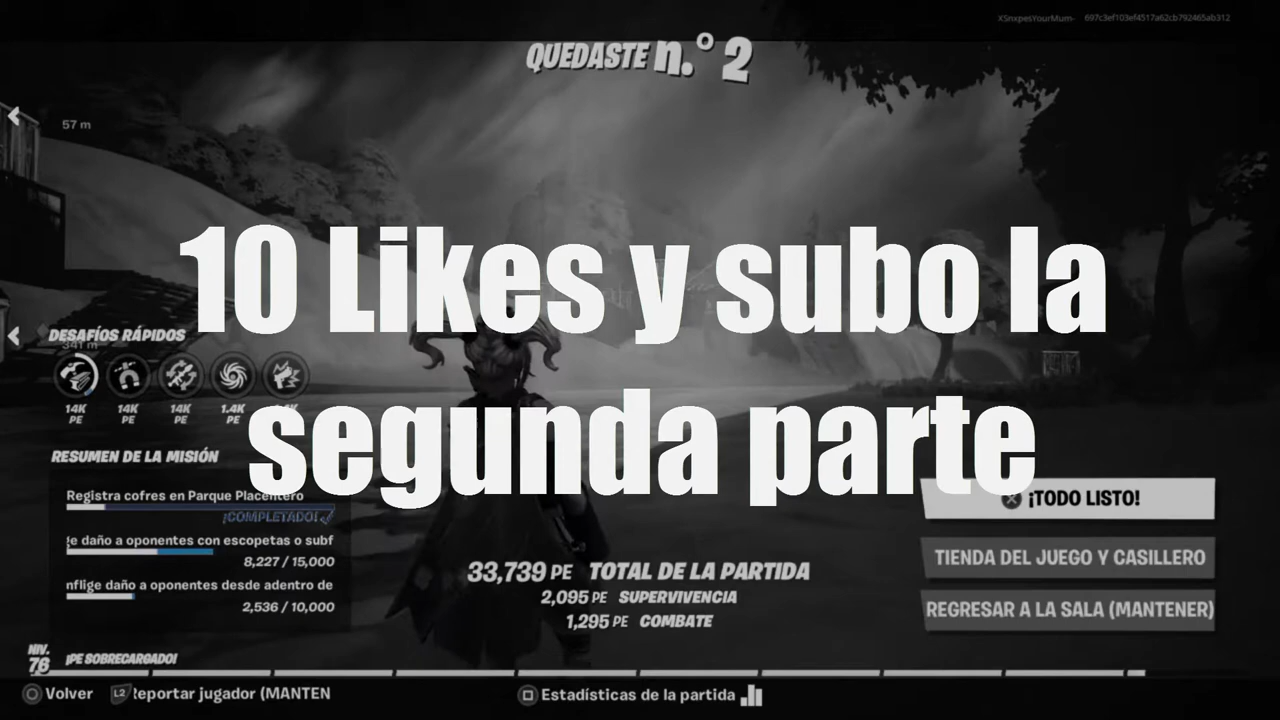 XSnxpesYourMum- 697c3ef103ef4517a62cb792465ab312
QUEDASTE n.° 2
57 m
10 Likes y subo la
segunda parte
DESAFÍOS RÁPIDOS
341 m
14K PE
14K PE
14K PE
1.4K PE
RESUMEN DE LA MISIÓN
Registra cofres en Parque Placentero
¡COMPLETADO!
ge daño a oponentes con escopetas o subf
8,227 / 15,000
nflige daño a oponentes desde adentro de
2,536 / 10,000
33,739 PE TOTAL DE LA PARTIDA
2,095 PE SUPERVIVENCIA
1,295 PE COMBATE
¡TODO LISTO!
TIENDA DEL JUEGO Y CASILLERO
REGRESAR A LA SALA (MANTENER)
NIV.
76
¡PE SOBRECARGADO!
Volver
L2 Reportar jugador (MANTEN
Estadísticas de la partida